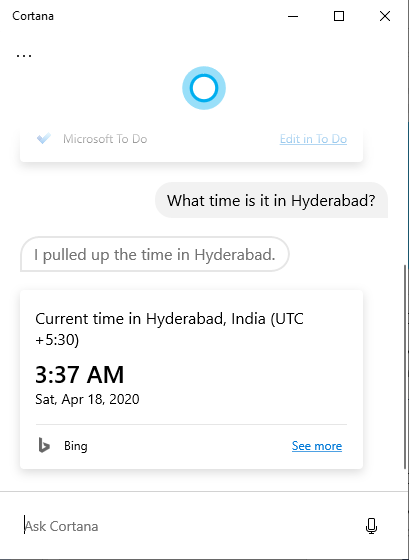 Cortana
...
Microsoft To Do Edit in To Do
What time is it in Hyderabad?
I pulled up the time in Hyderabad.
Current time in Hyderabad, India (UTC
+5:30)
3:37 AM
Sat, Apr 18, 2020
Bing See more
Ask Cortana